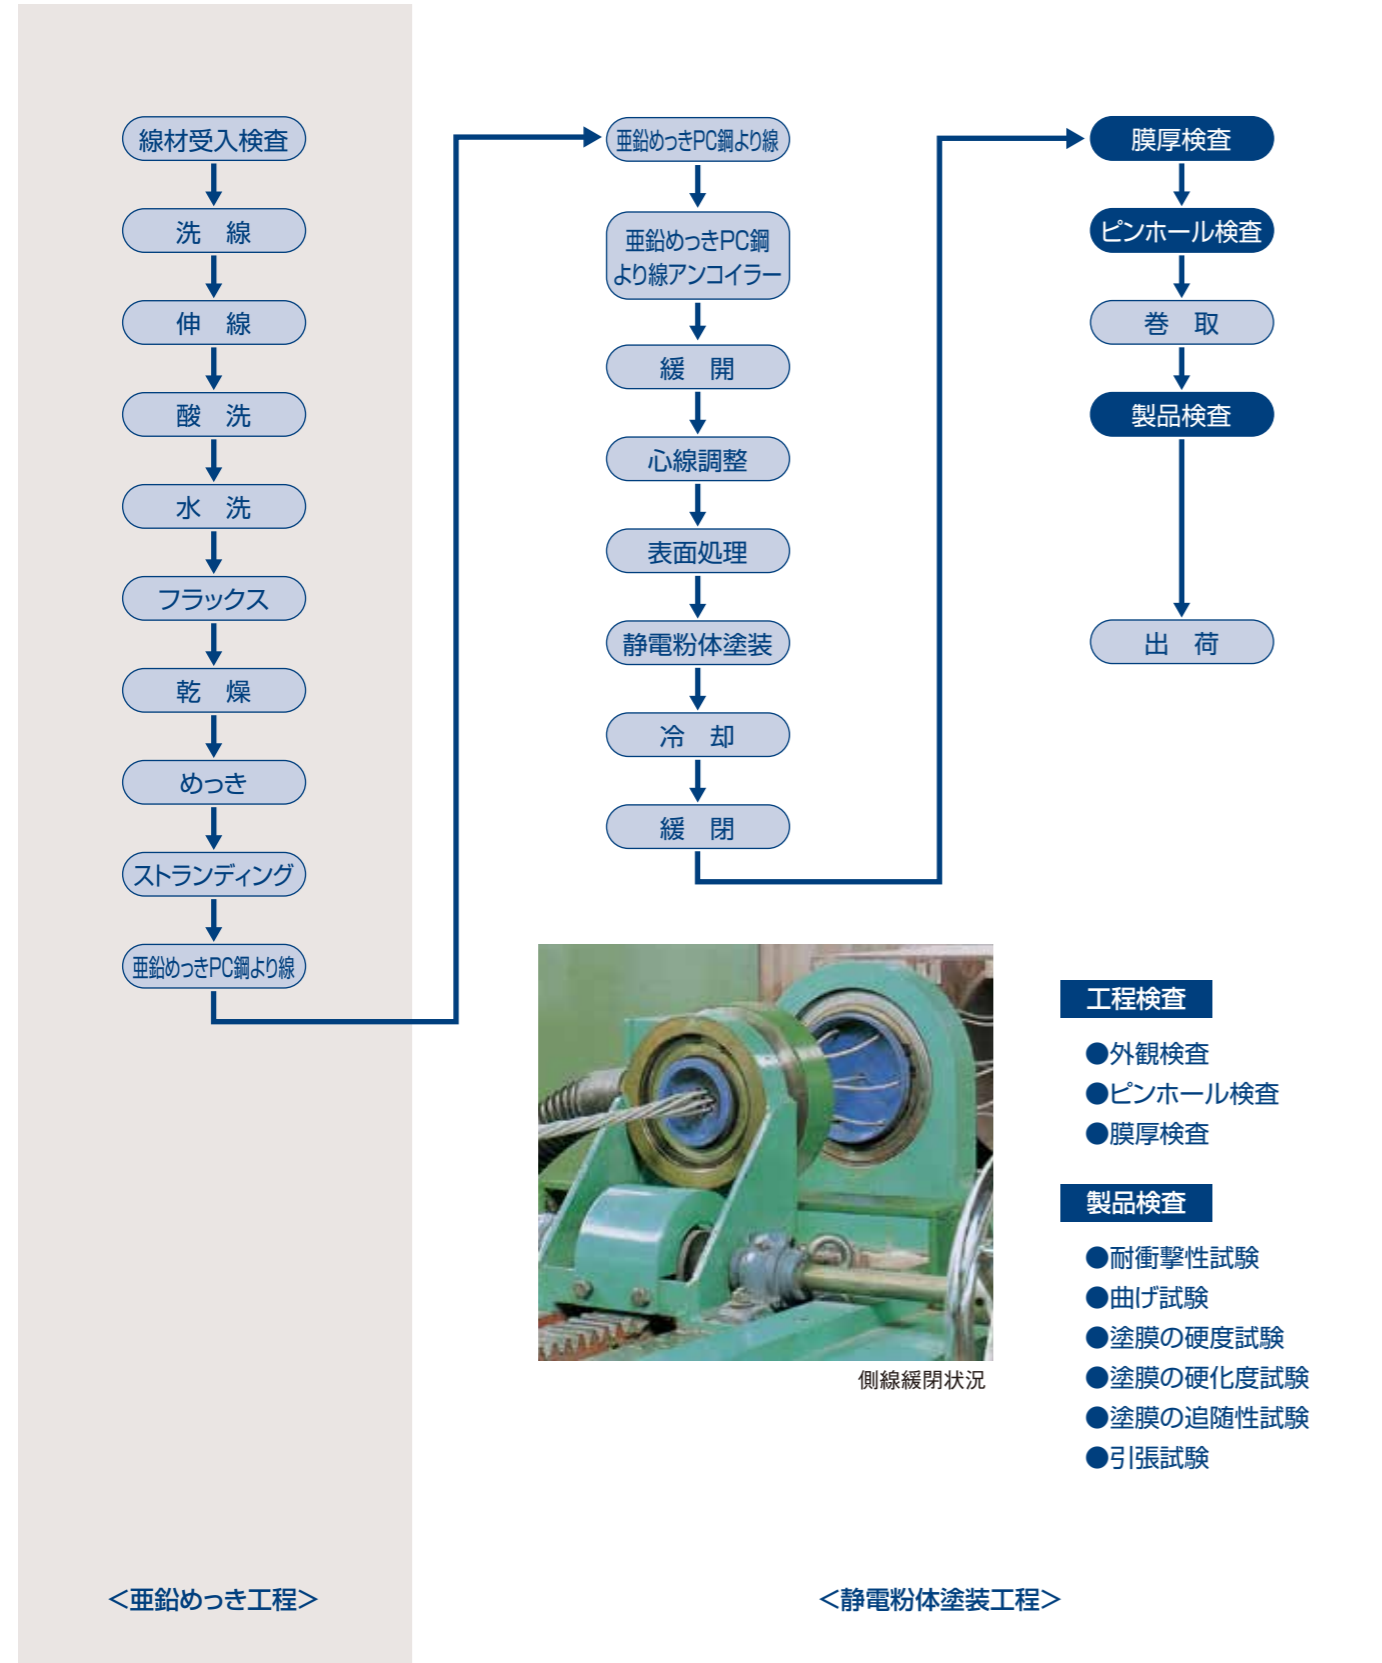 線材受入検査
洗　線
伸　線
酸　洗
水　洗
フラックス
乾　燥
めっき
ストランディング
亜鉛めっきPC鋼より線
亜鉛めっきPC鋼より線
亜鉛めっきPC鋼
より線アンコイラー
緩　開
心線調整
表面処理
静電粉体塗装
冷　却
緩　閉
膜厚検査
ピンホール検査
巻　取
製品検査
出　荷
側線緩閉状況
工程検査
●外観検査
●ピンホール検査
●膜厚検査
製品検査
●耐衝撃性試験
●曲げ試験
●塗膜の硬度試験
●塗膜の硬化度試験
●塗膜の追随性試験
●引張試験
＜亜鉛めっき工程＞
＜静電粉体塗装工程＞